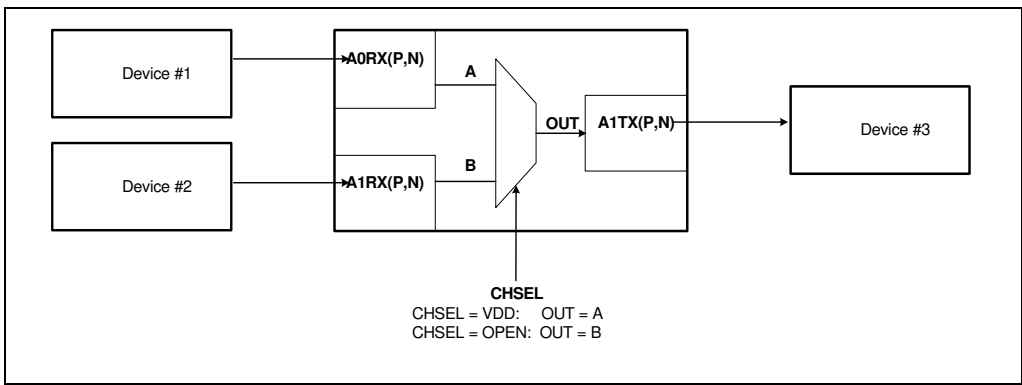 Device #1
A0RX(P,N)
A
Device #2
A1RX(P,N)
B
OUT
A1TX(P,N)
Device #3
CHSEL
CHSEL = VDD: OUT = A
CHSEL = OPEN: OUT = B